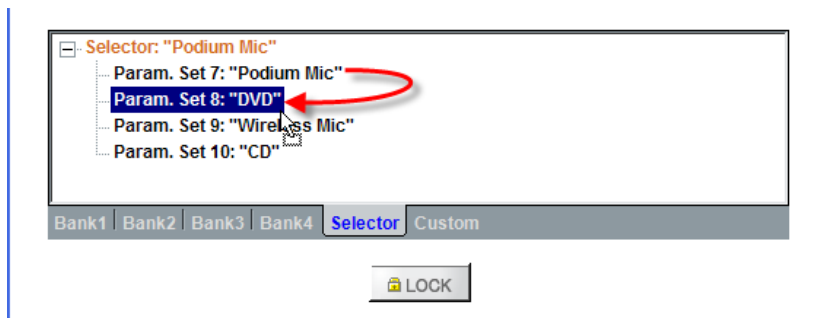 Selector: "Podium Mic"
Param. Set 7: "Podium Mic"
Param. Set 8: "DVD"
Param. Set 9: "Wireless Mic"
Param. Set 10: "CD"
Bank1 Bank2 Bank3 Bank4 Selector Custom
LOCK